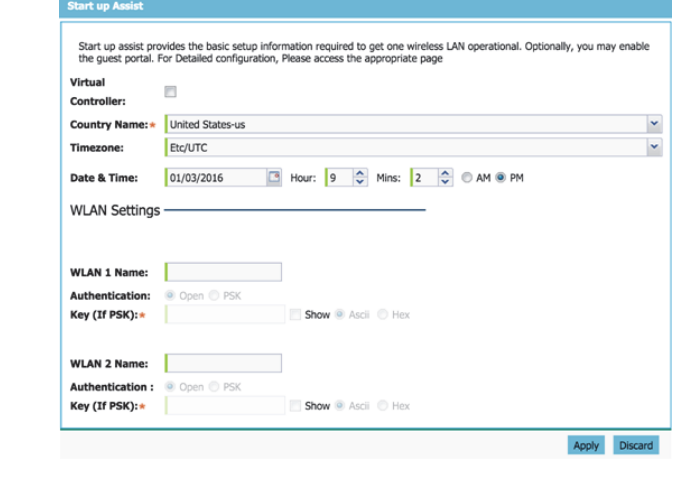 Start up Assist
Start up assist provides the basic setup information required to get one wireless LAN operational. Optionally, you may enable
the guest portal. For Detailed configuration, Please access the appropriate page
Virtual
Controller:
Country Name:* United States-us
Timezone: Etc/UTC
Date & Time: 01/03/2016 Hour: 9 Mins: 2 AM PM
WLAN Settings
WLAN 1 Name:
Authentication: Open PSK
Key (If PSK):* Show Ascii Hex
WLAN 2 Name:
Authentication : Open PSK
Key (If PSK):* Show Ascii Hex
Apply Discard